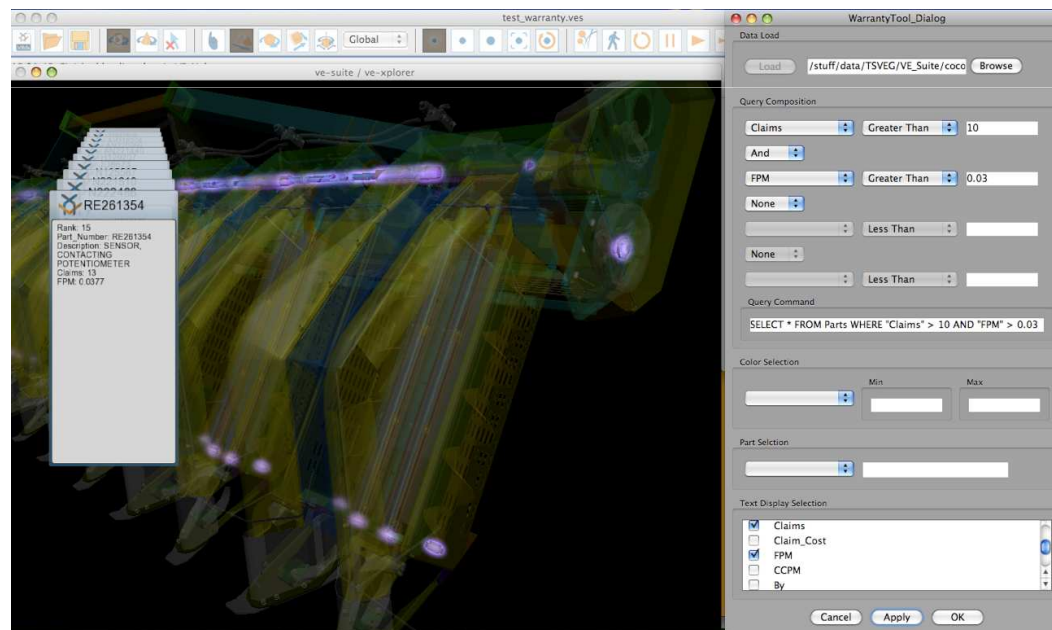 test_warranty.ves
WarrantyTool_Dialog
Global
ve-suite / ve-xplorer
Data Load
Load
/stuff/data/TSVEG/VE_Suite/coco
Browse
Query Composition
Claims
Greater Than
10
And
FPM
Greater Than
0.03
None
Less Than
None
Less Than
Query Command
SELECT * FROM Parts WHERE "Claims" > 10 AND "FPM" > 0.03
Color Selection
Min
Max
Part Selction
Text Display Selection
Claims
Claim_Cost
FPM
CCPM
By
Cancel
Apply
OK
RE261354
Rank: 15
Part_Number: RE261354
Description: SENSOR,
CONTACTING
POTENTIOMETER
Claims: 13
FPM: 0.0377